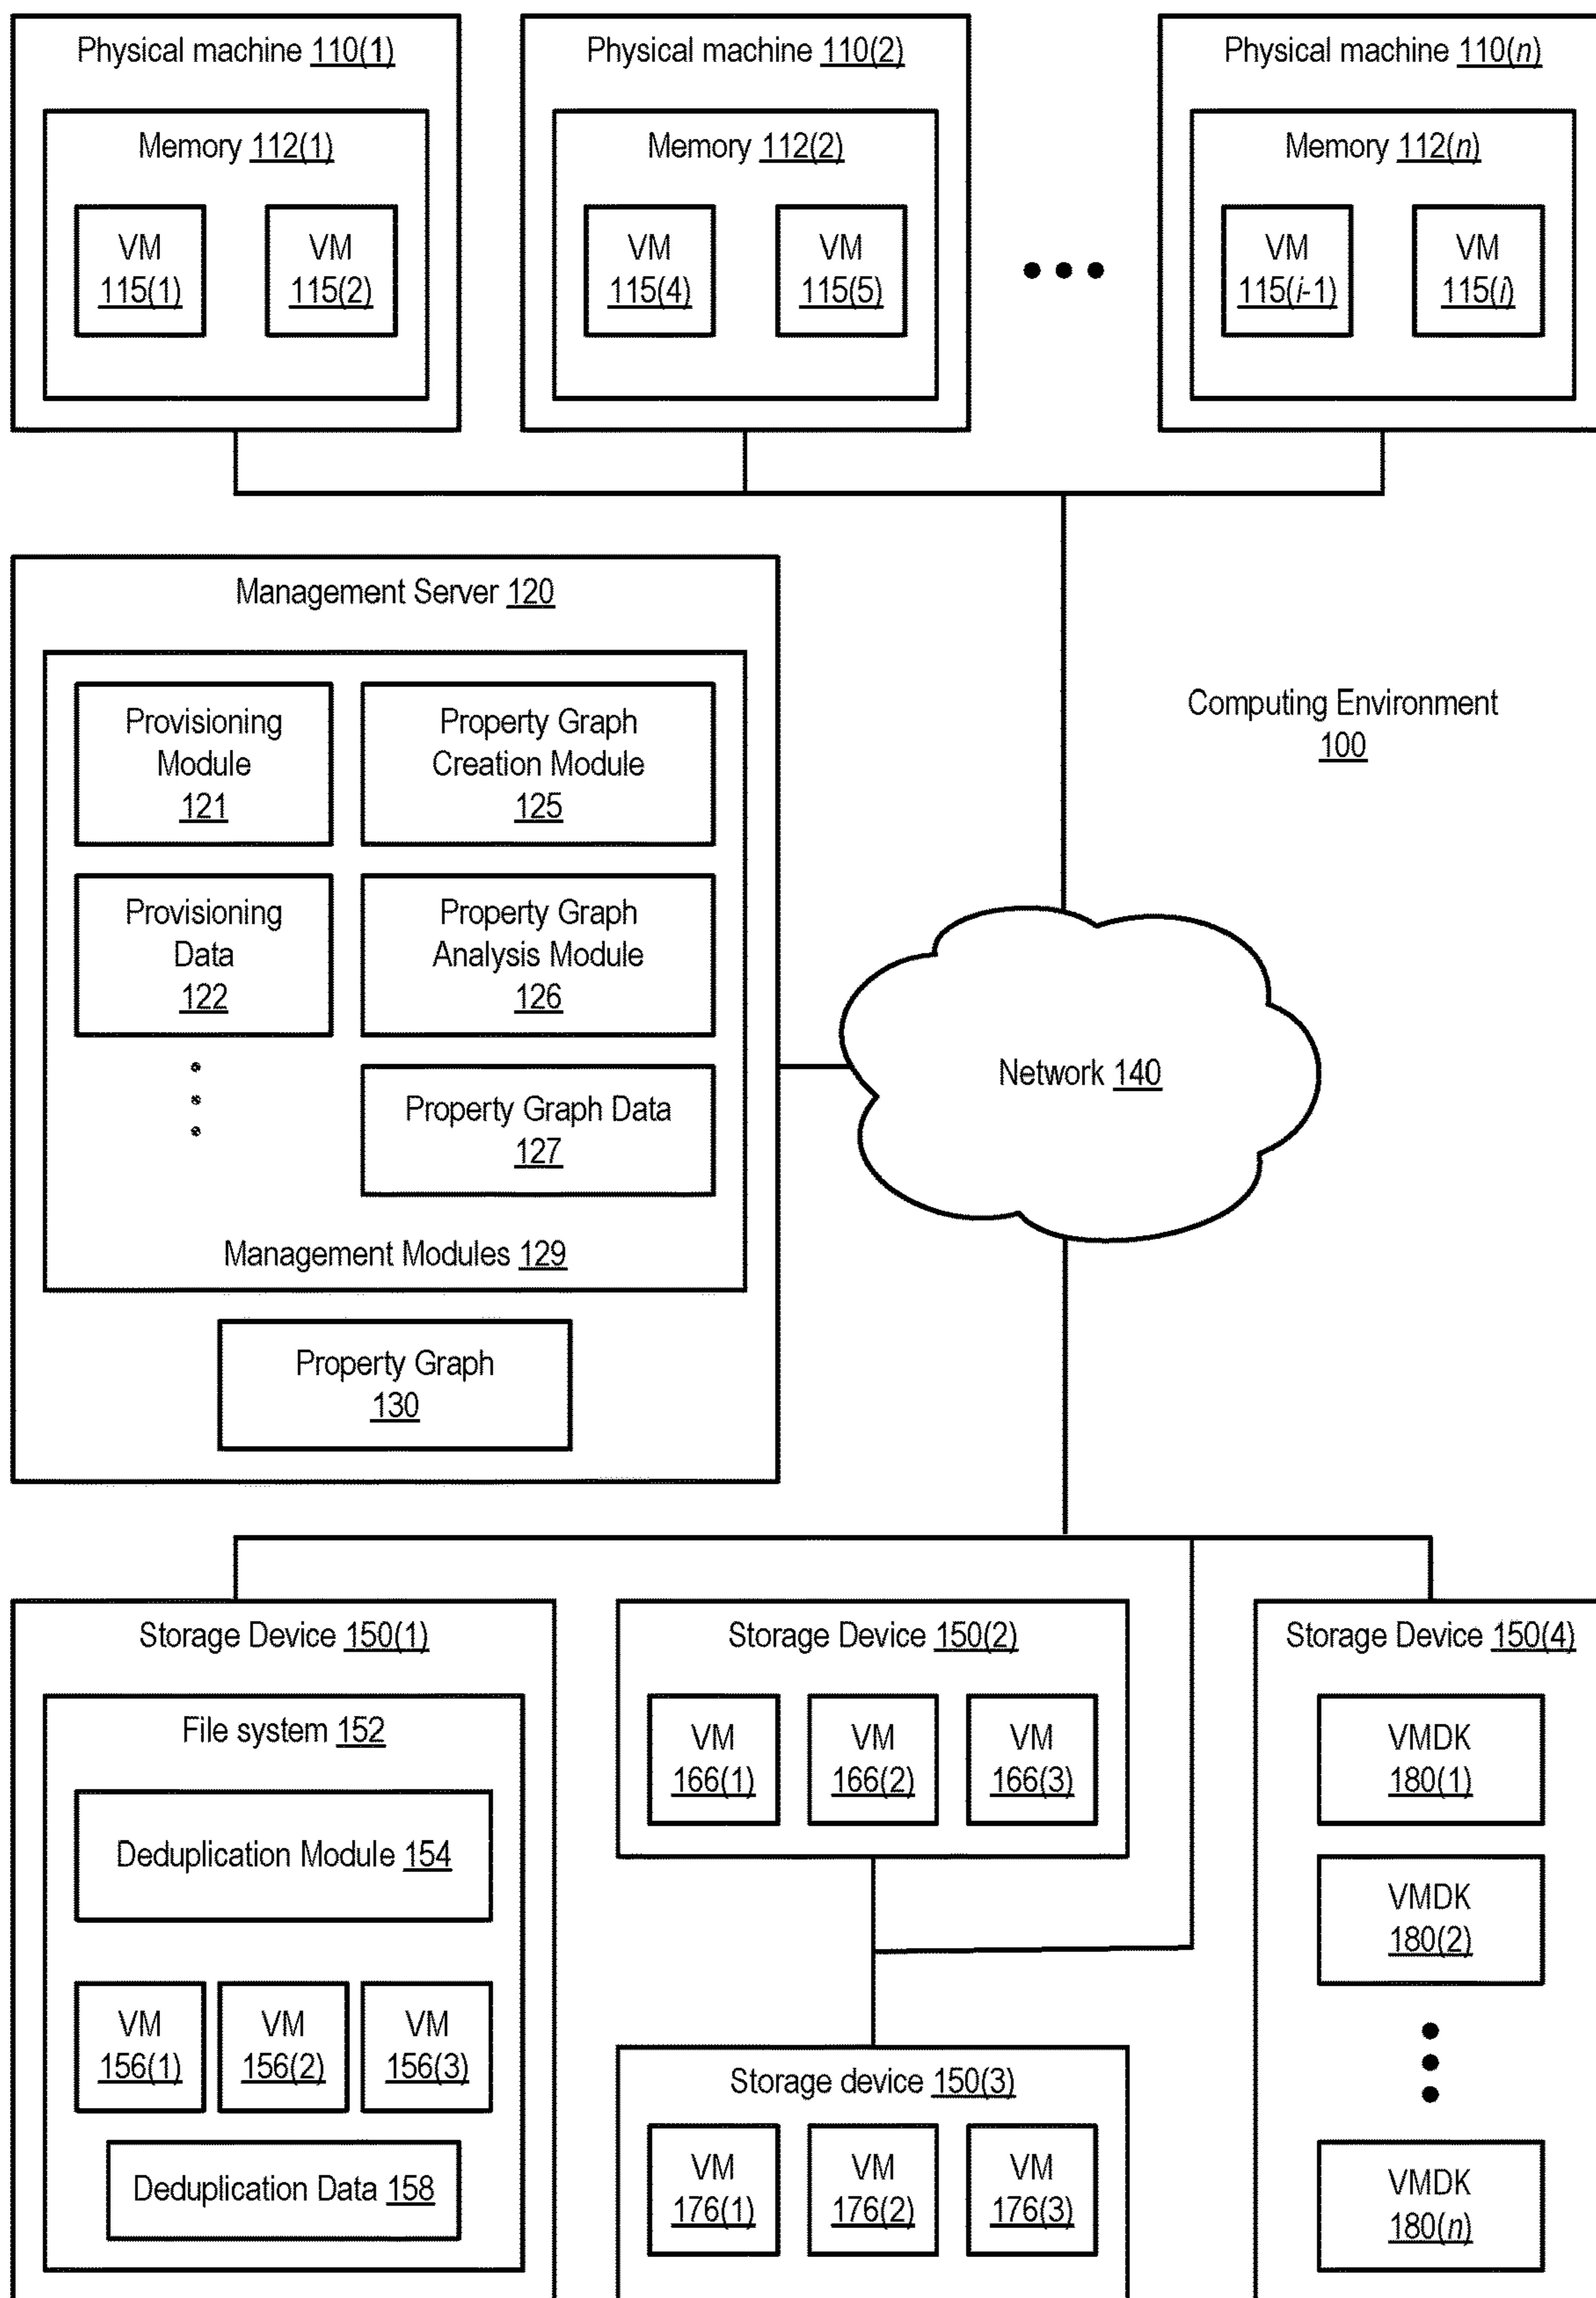 Physical machine 110(1)
Memory 112(1)
VM
115(1)
VM
115(2)
Physical machine 110(2)
Memory 112(2)
VM
115(4)
VM
115(5)
Physical machine 110(n)
Memory 112(n)
VM
115(i-1)
VM
115(i)
Management Server 120
Provisioning
Module
121
Property Graph
Creation Module
125
Provisioning
Data
122
Property Graph
Analysis Module
126
Property Graph Data
127
Management Modules 129
Property Graph
130
Computing Environment
100
Network 140
Storage Device 150(1)
File system 152
Deduplication Module 154
VM
156(1)
VM
156(2)
VM
156(3)
Deduplication Data 158
Storage Device 150(2)
VM
166(1)
VM
166(2)
VM
166(3)
Storage device 150(3)
VM
176(1)
VM
176(2)
VM
176(3)
Storage Device 150(4)
VMDK
180(1)
VMDK
180(2)
VMDK
180(n)